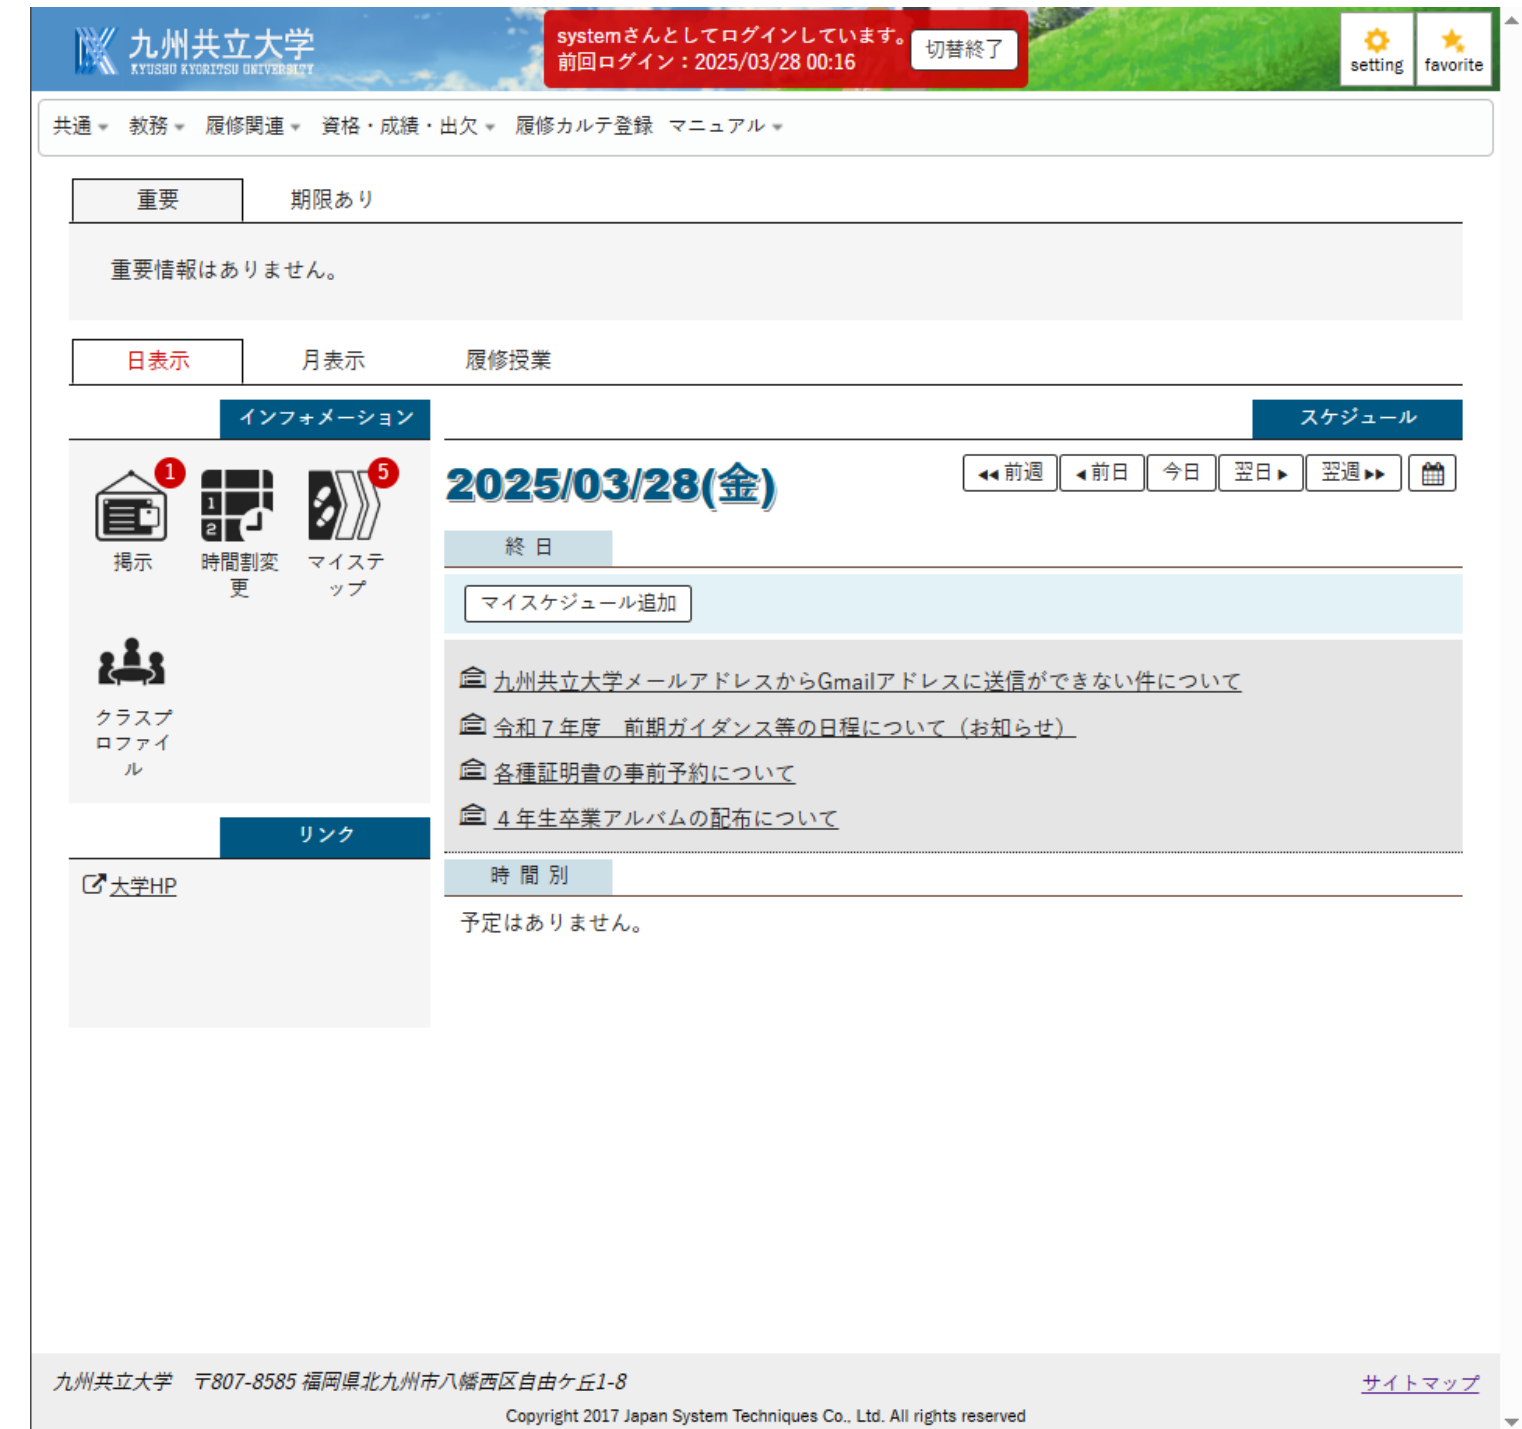 九州共立大学
KYUSHU KYORITSU UNIVERSITY
systemさんとしてログインしています。
前回ログイン：2025/03/28 00:16
切替終了
setting
favorite
共通 教務 履修関連 資格・成績・出欠 履修カルテ登録 マニュアル
重要 期限あり
重要情報はありません。
日表示 月表示 履修授業
インフォメーション
1
掲示
1
2
時間割変
更
5
マイステ
ップ
クラスプ
ロファイ
ル
リンク
大学HP
スケジュール
2025/03/28(金)
前週 前日 今日 翌日 翌週
終日
マイスケジュール追加
九州共立大学メールアドレスからGmailアドレスに送信ができない件について
令和７年度　前期ガイダンス等の日程について（お知らせ）
各種証明書の事前予約について
４年生卒業アルバムの配布について
時間別
予定はありません。
九州共立大学　〒807-8585 福岡県北九州市八幡西区自由ケ丘1-8
サイトマップ
Copyright 2017 Japan System Techniques Co., Ltd. All rights reserved